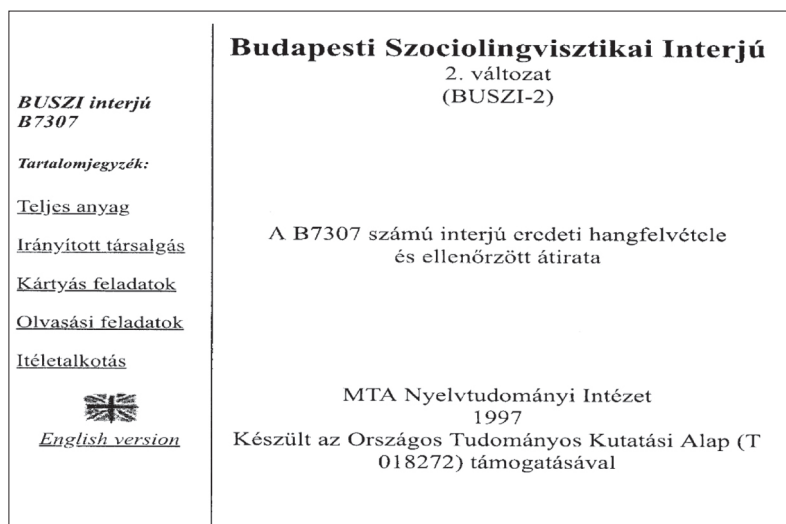 BUSZI interjú
B7307
Tartalomjegyzék:
Teljes anyag
Irányított társalgás
Kártyás feladatok
Olvasási feladatok
Itéletalkotás
English version
Budapesti Szociolingvisztikai Interjú
2. változat
(BUSZI-2)
A B7307 számú interjú eredeti hangfelvétele
és ellenőrzött átirata
MTA Nyelvtudományi Intézet
1997
Készült az Országos Tudományos Kutatási Alap (T
018272) támogatásával